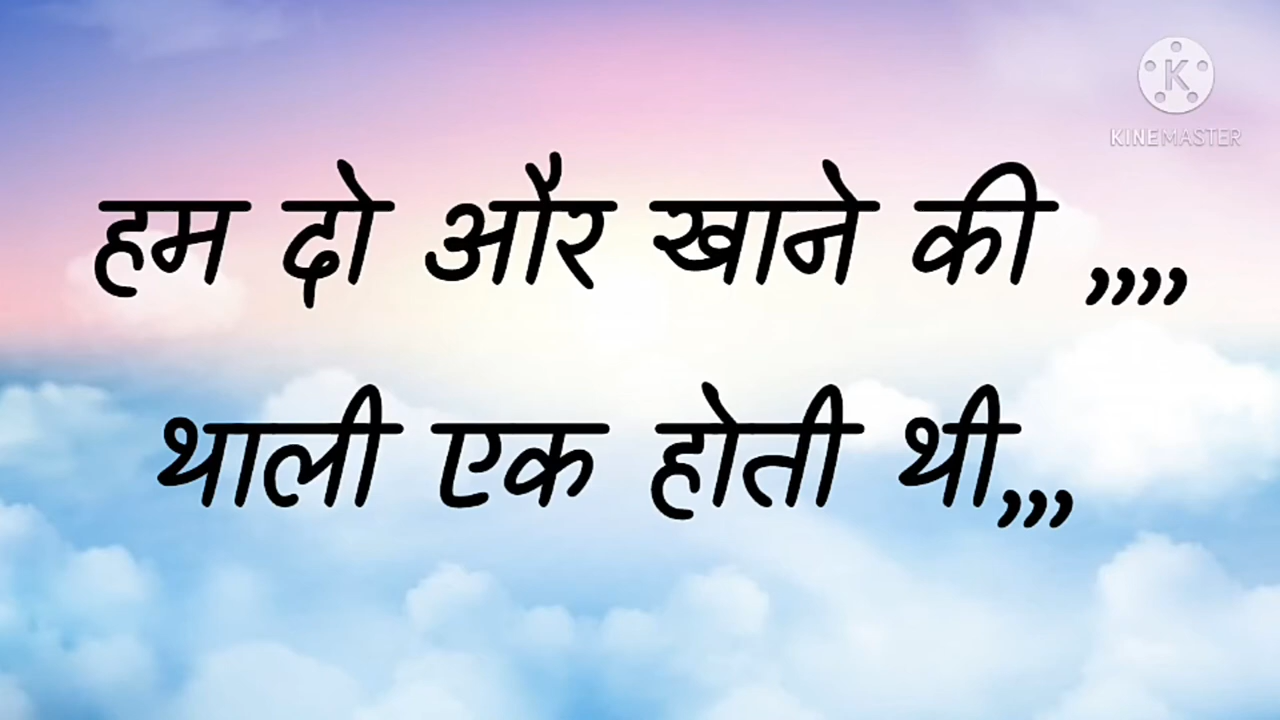 KINEMASTER
हम दो और खाने की ,,,,
थाली एक होती थी,,,